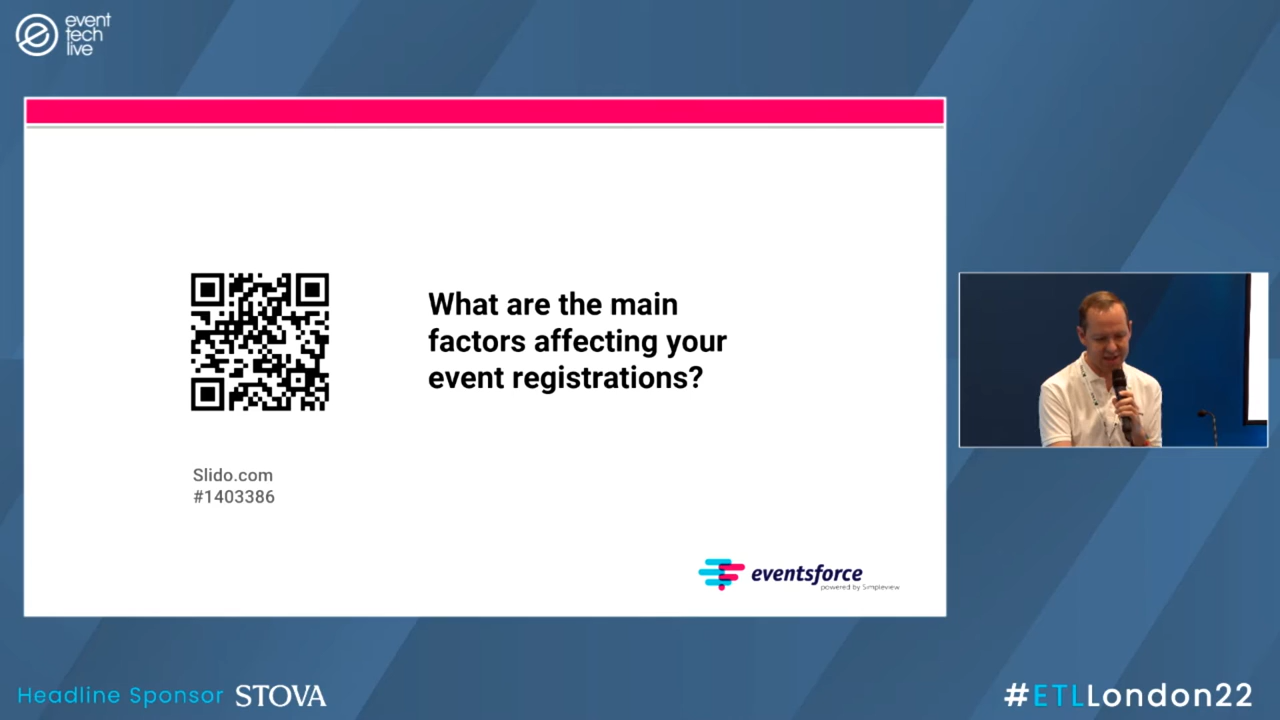 event
tech
live
What are the main
factors affecting your
event registrations?
Slido.com
#1403386
eventsforce
powered by Simpleview
Headline Sponsor STOVA
#ETLLondon22